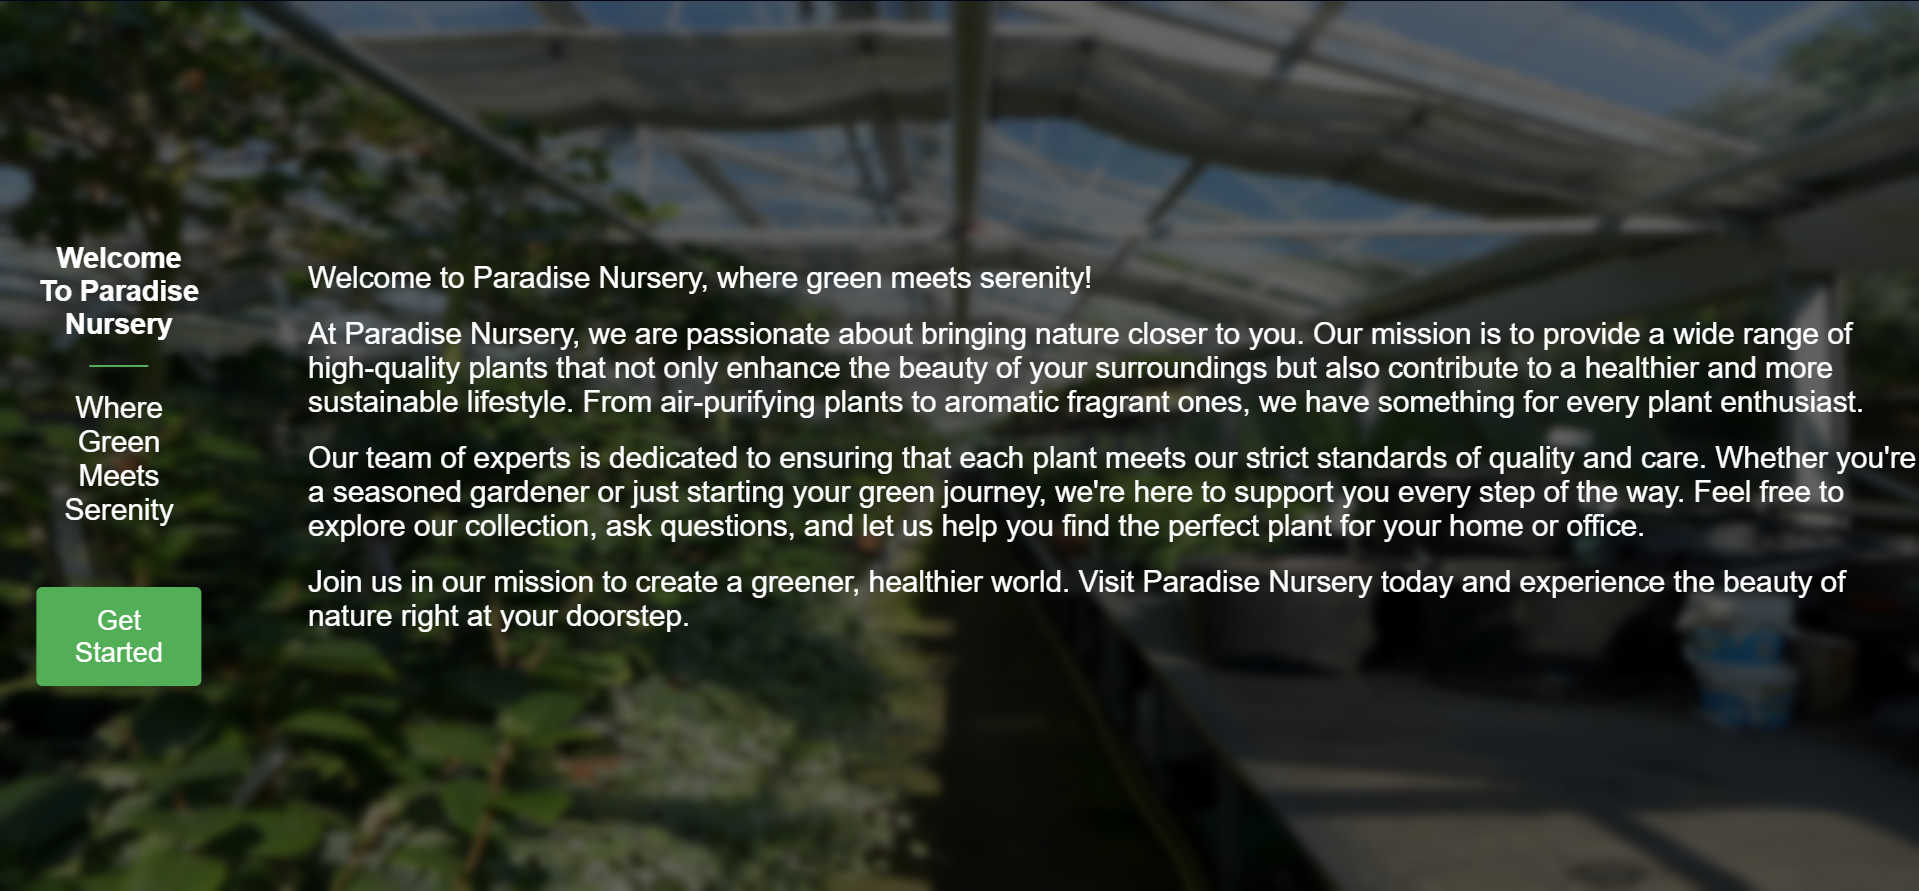 Welcome
To Paradise
Nursery
Where
Green
Meets
Serenity
Get
Started
Welcome to Paradise Nursery, where green meets serenity!
At Paradise Nursery, we are passionate about bringing nature closer to you. Our mission is to provide a wide range of
high-quality plants that not only enhance the beauty of your surroundings but also contribute to a healthier and more
sustainable lifestyle. From air-purifying plants to aromatic fragrant ones, we have something for every plant enthusiast.
Our team of experts is dedicated to ensuring that each plant meets our strict standards of quality and care. Whether you're
a seasoned gardener or just starting your green journey, we're here to support you every step of the way. Feel free to
explore our collection, ask questions, and let us help you find the perfect plant for your home or office.
Join us in our mission to create a greener, healthier world. Visit Paradise Nursery today and experience the beauty of
nature right at your doorstep.